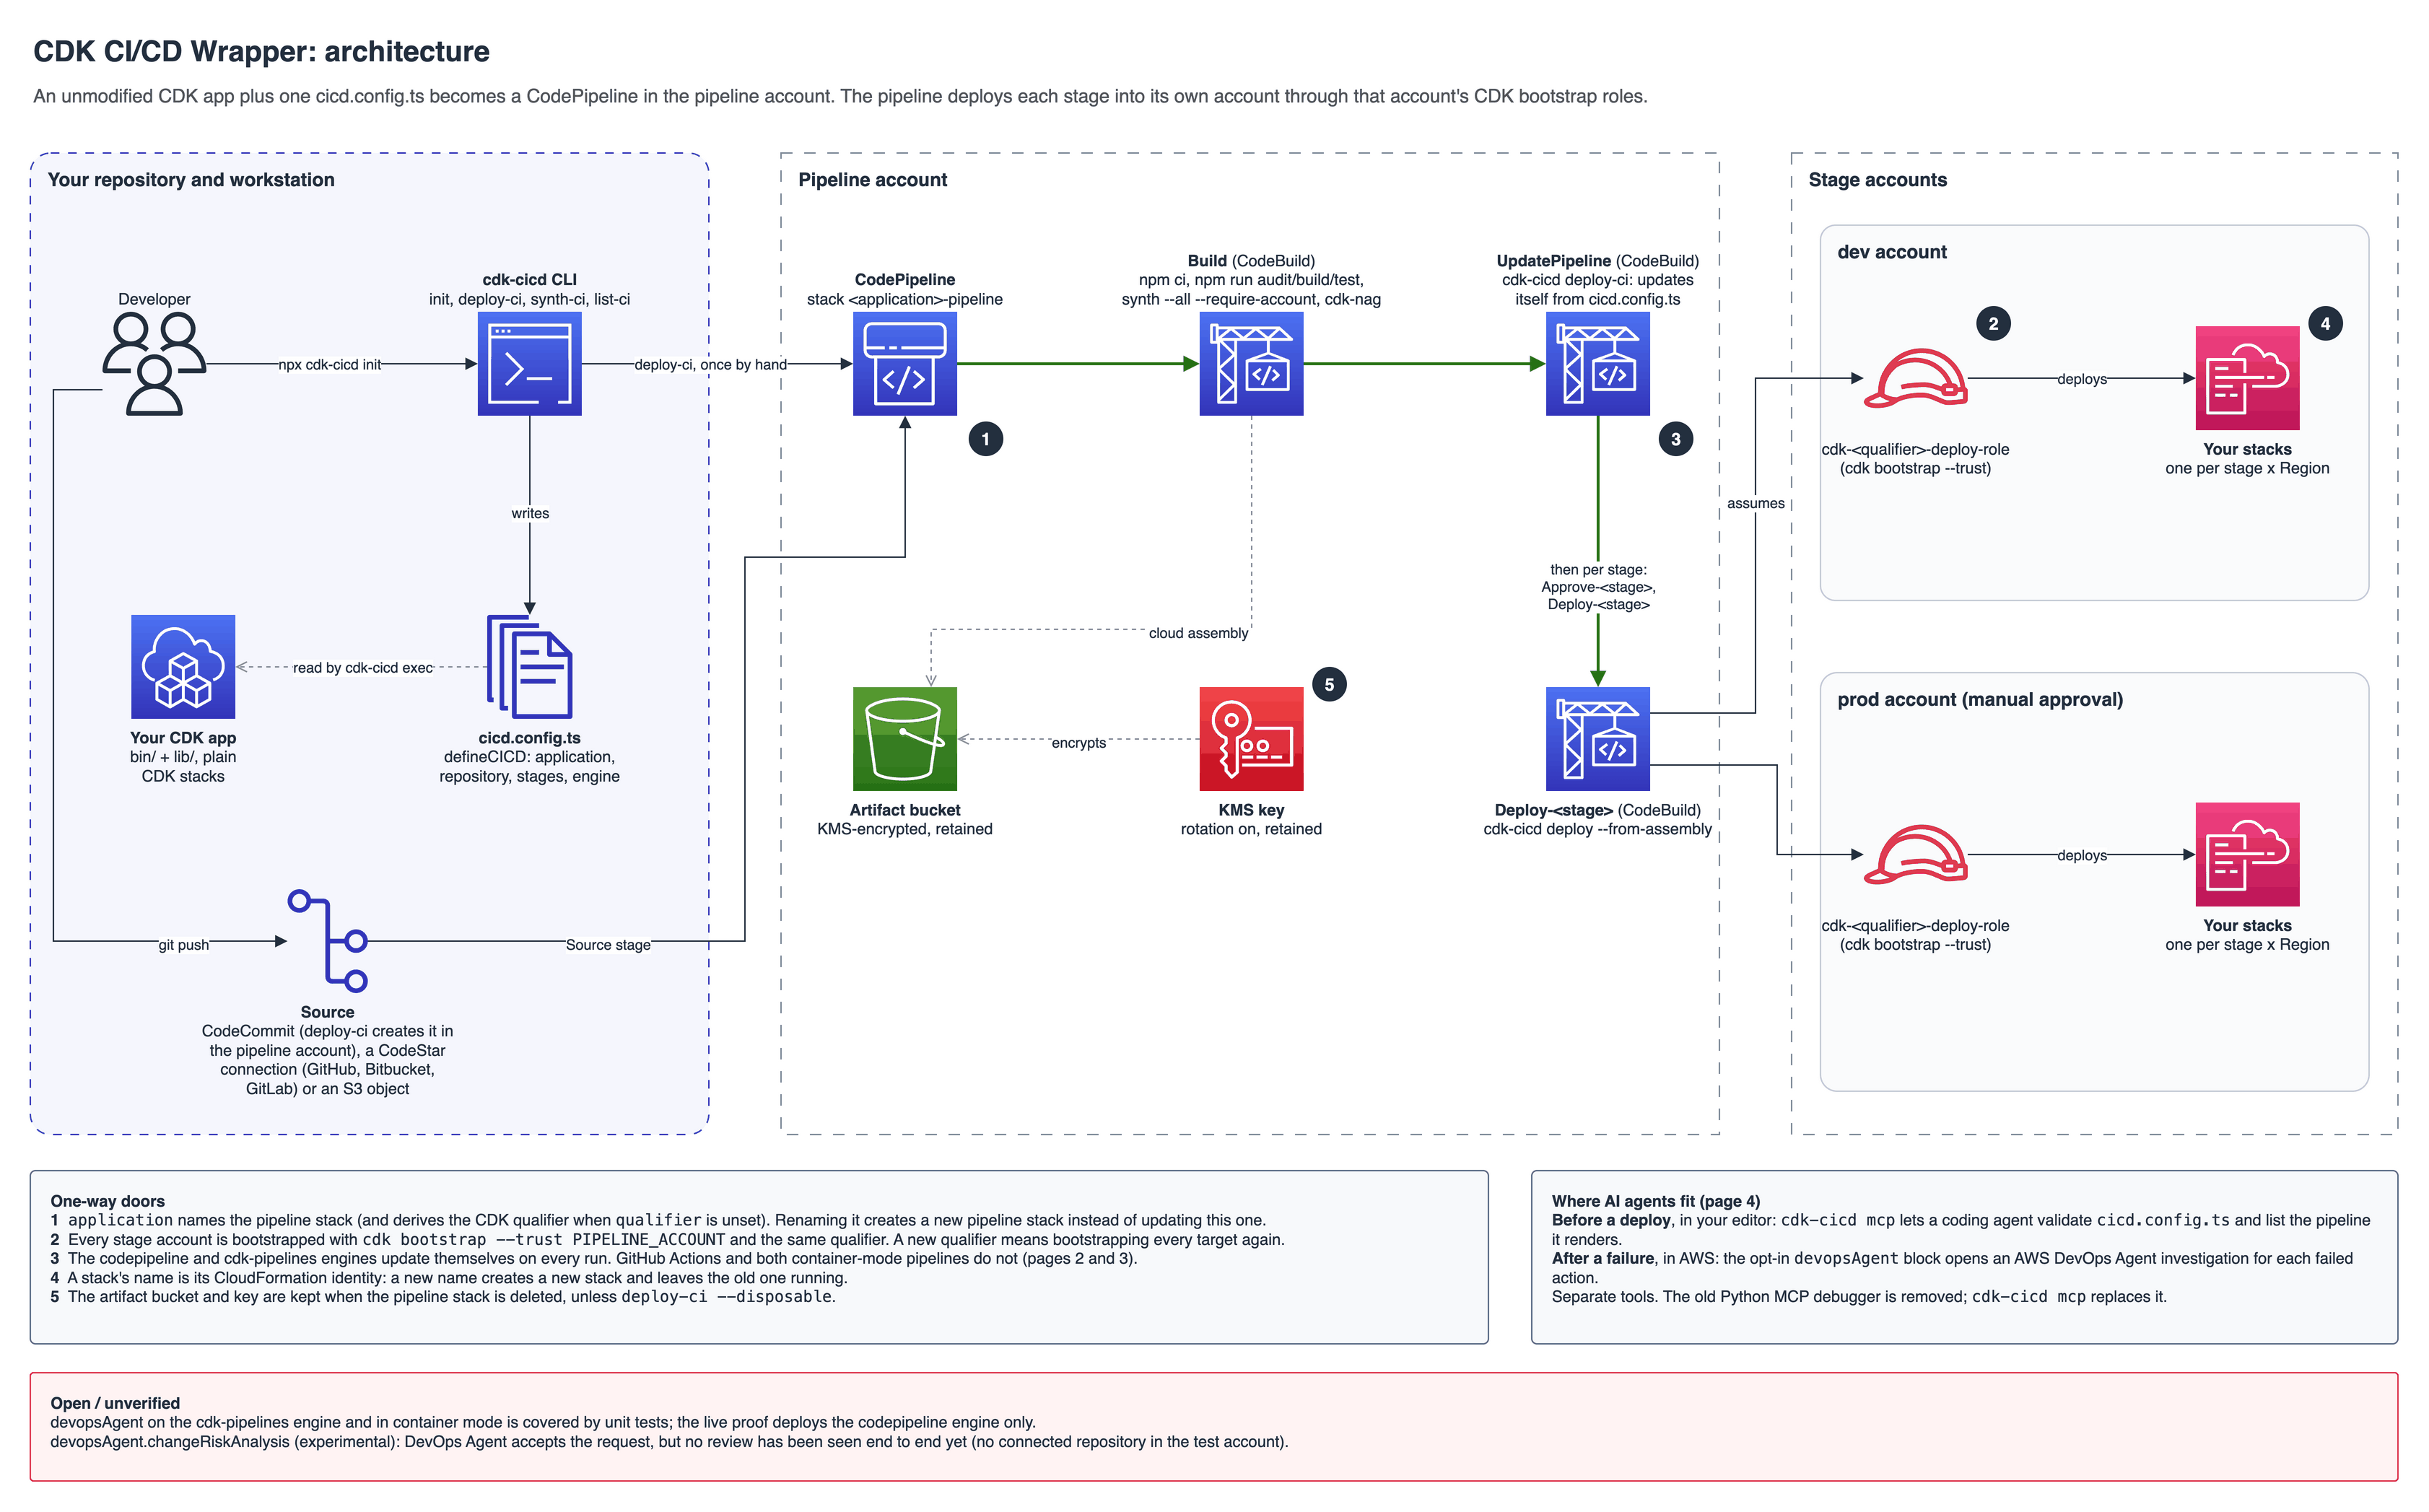 CDK CI/CD Wrapper: architecture
An unmodified CDK app plus one cicd.config.ts becomes a CodePipeline in the pipeline account. The pipeline deploys each stage into its own account through that account's CDK bootstrap roles.
Your repository and workstation
Developer
cdk-cicd CLI
init, deploy-ci, synth-ci, list-ci
npx cdk-cicd init
deploy-ci, once by hand
writes
read by cdk-cicd exec
Your CDK app
bin/ + lib/, plain
CDK stacks
cicd.config.ts
defineCICD: application,
repository, stages, engine
git push
Source stage
Source
CodeCommit (deploy-ci creates it in
the pipeline account), a CodeStar
connection (GitHub, Bitbucket,
GitLab) or an S3 object
Pipeline account
CodePipeline
stack <application>-pipeline
1
Build (CodeBuild)
npm ci, npm run audit/build/test,
synth --all --require-account, cdk-nag
UpdatePipeline (CodeBuild)
cdk-cicd deploy-ci: updates
itself from cicd.config.ts
3
then per stage:
Approve-<stage>,
Deploy-<stage>
cloud assembly
5
encrypts
Artifact bucket
KMS-encrypted, retained
KMS key
rotation on, retained
Deploy-<stage> (CodeBuild)
cdk-cicd deploy --from-assembly
assumes
Stage accounts
dev account
2
4
deploys
cdk-<qualifier>-deploy-role
(cdk bootstrap --trust)
Your stacks
one per stage x Region
prod account (manual approval)
deploys
cdk-<qualifier>-deploy-role
(cdk bootstrap --trust)
Your stacks
one per stage x Region
One-way doors
1 application names the pipeline stack (and derives the CDK qualifier when qualifier is unset). Renaming it creates a new pipeline stack instead of updating this one.
2 Every stage account is bootstrapped with cdk bootstrap --trust PIPELINE_ACCOUNT and the same qualifier. A new qualifier means bootstrapping every target again.
3 The codepipeline and cdk-pipelines engines update themselves on every run. GitHub Actions and both container-mode pipelines do not (pages 2 and 3).
4 A stack's name is its CloudFormation identity: a new name creates a new stack and leaves the old one running.
5 The artifact bucket and key are kept when the pipeline stack is deleted, unless deploy-ci --disposable.
Where AI agents fit (page 4)
Before a deploy, in your editor: cdk-cicd mcp lets a coding agent validate cicd.config.ts and list the pipeline
it renders.
After a failure, in AWS: the opt-in devopsAgent block opens an AWS DevOps Agent investigation for each failed
action.
Separate tools. The old Python MCP debugger is removed; cdk-cicd mcp replaces it.
Open / unverified
devopsAgent on the cdk-pipelines engine and in container mode is covered by unit tests; the live proof deploys the codepipeline engine only.
devopsAgent.changeRiskAnalysis (experimental): DevOps Agent accepts the request, but no review has been seen end to end yet (no connected repository in the test account).